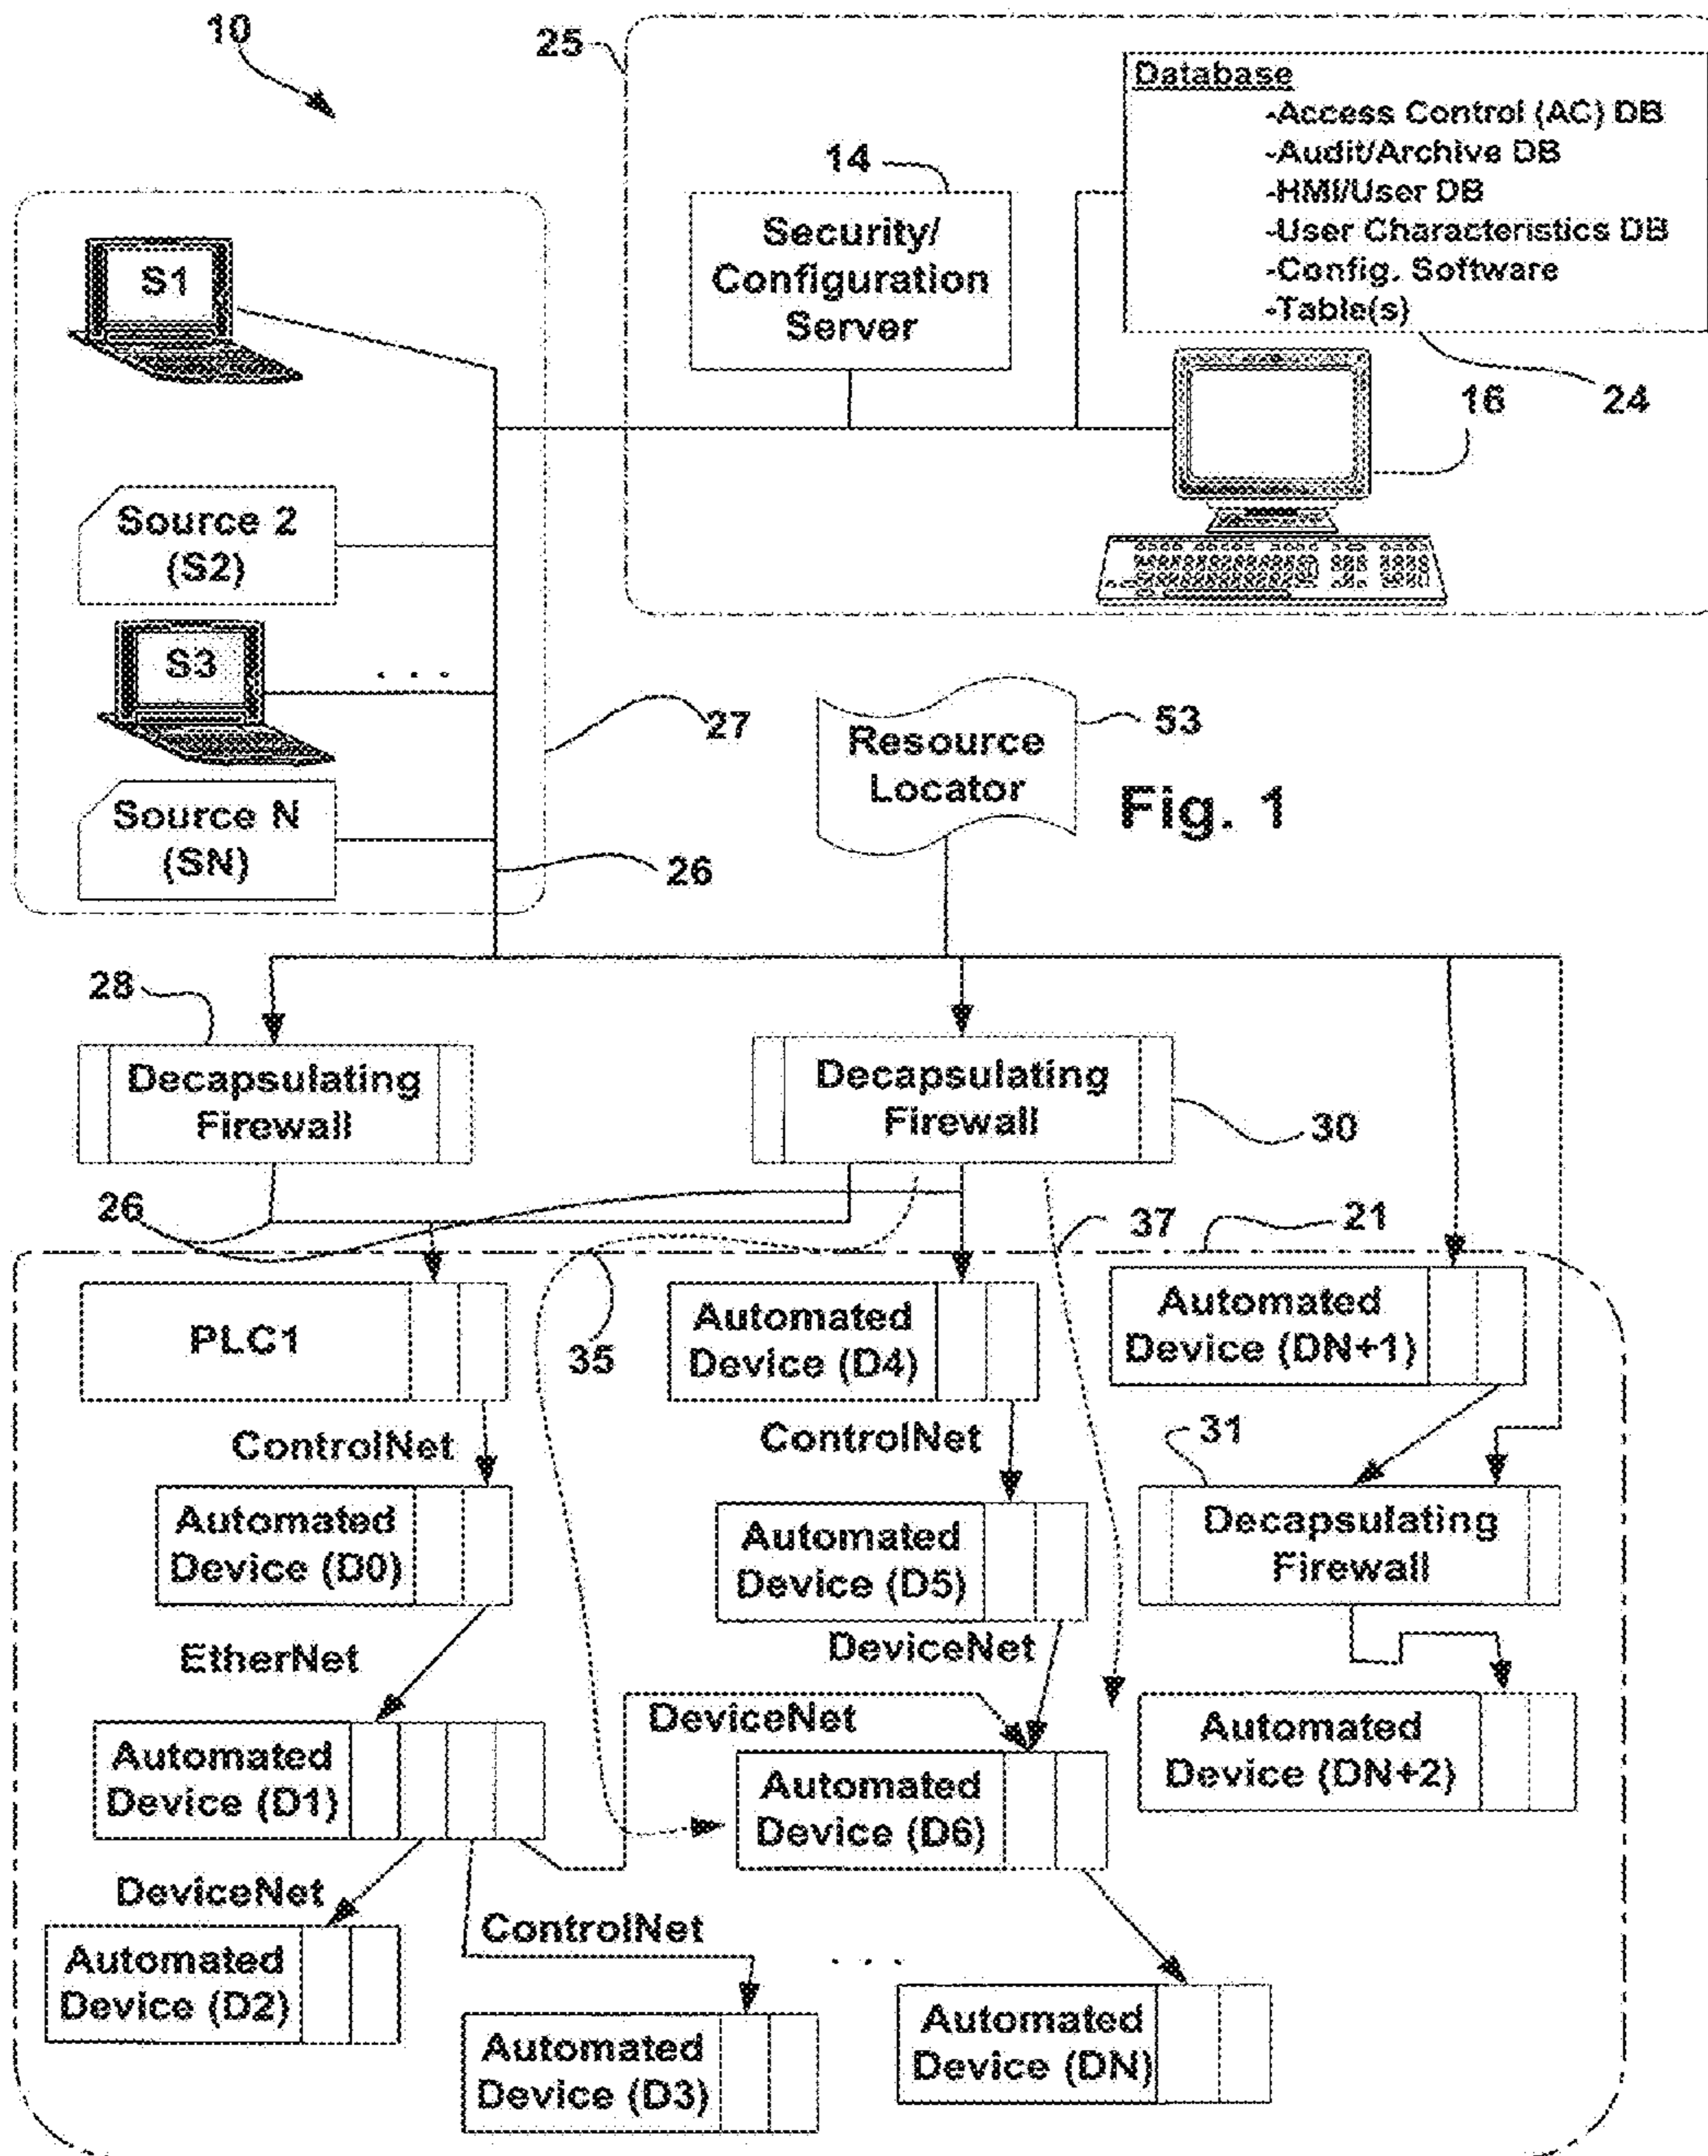 10
25
Database
-Access Control (AC) DB
-Audit/Archive DB
-HMI/User DB
-User Characteristics DB
-Config. Software
-Table(s)
14
Security/
Configuration
Server
S1
16
24
Source 2
(S2)
S3
. . .
27
53
Resource
Locator
Fig. 1
Source N
(SN)
26
28
Decapsulating
Firewall
Decapsulating
Firewall
30
26
37
21
PLC1
35
Automated
Device (D4)
Automated
Device (DN+1)
ControlNet
ControlNet
31
Automated
Device (D0)
Automated
Device (D5)
Decapsulating
Firewall
EtherNet
DeviceNet
DeviceNet
Automated
Device (D1)
Automated
Device (D6)
Automated
Device (DN+2)
DeviceNet
ControlNet
. . .
Automated
Device (D2)
Automated
Device (D3)
Automated
Device (DN)